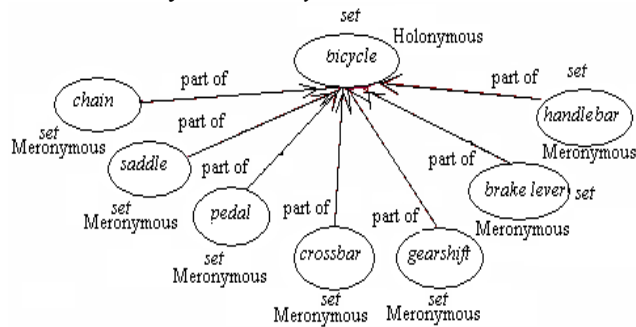 set
Holonymous
bicycle
part of
part of
set
chain
handlebar
set
Meronymous
part of
Meronymous
saddle
part of
part of
brake lever
set
set
Meronymous
pedal
part of
part of
Meronymous
set
Meronymous
crossbar
gearshift
set
Meronymous
set
Meronymous